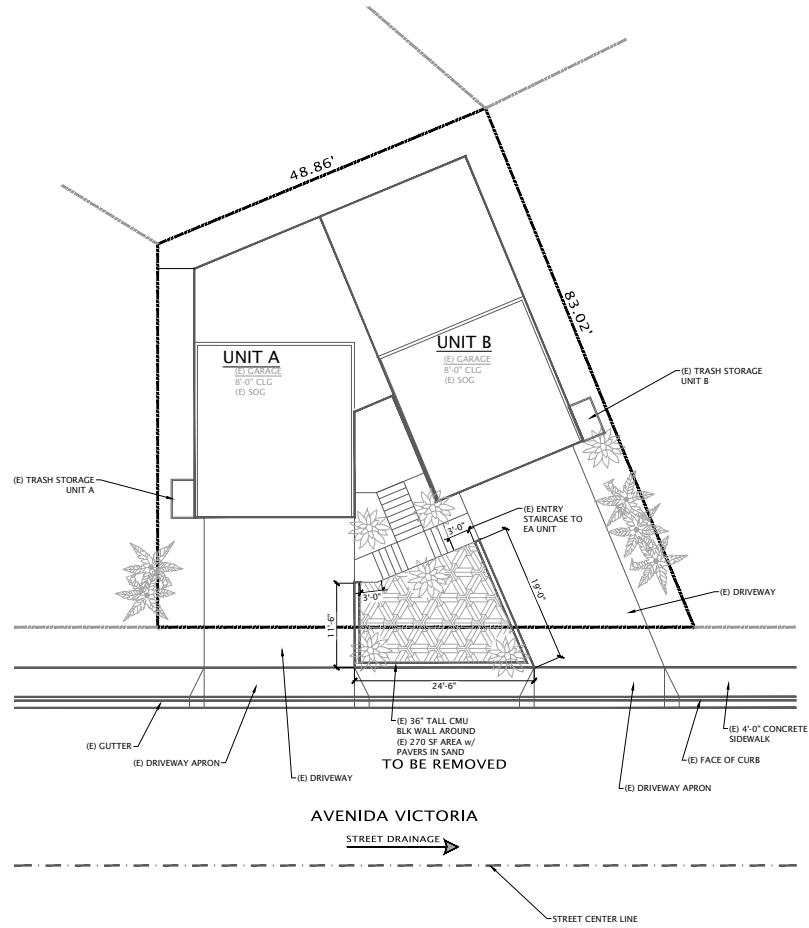 48.86'
83.02'
UNIT A
(E) GARAGE
8'-0" CLG
(E) SOG
UNIT B
(E) GARAGE
8'-0" CLG
(E) SOG
(E) TRASH STORAGE
UNIT B
(E) TRASH STORAGE
UNIT A
(E) ENTRY
STAIRCASE TO
EA UNIT
3'-0"
3'-0"
19'-0"
11'-6"
24'-6"
(E) DRIVEWAY
(E) 36" TALL CMU
BLK WALL AROUND
(E) 270 SF AREA w/
PAVERS IN SAND
TO BE REMOVED
(E) 4'-0" CONCRETE
SIDEWALK
(E) GUTTER
(E) FACE OF CURB
(E) DRIVEWAY APRON
(E) DRIVEWAY
(E) DRIVEWAY APRON
AVENIDA VICTORIA
STREET DRAINAGE
STREET CENTER LINE